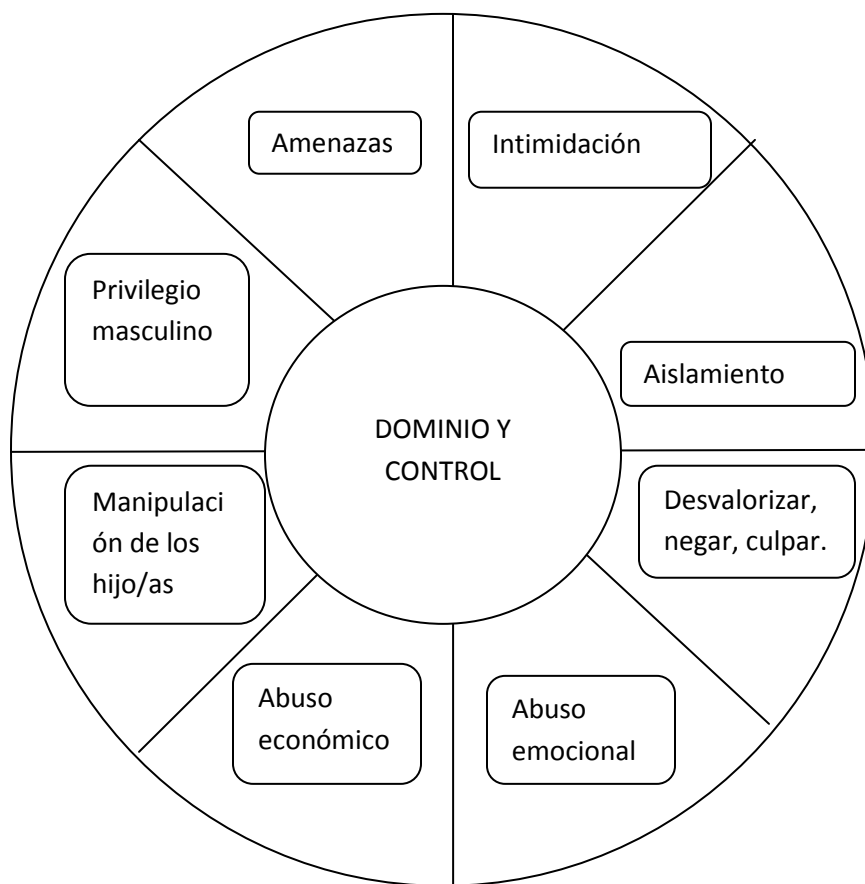 Amenazas
Intimidación
Privilegio
masculino
Aislamiento
DOMINIO Y
CONTROL
Manipulaci
ón de los
hijo/as
Desvalorizar,
negar, culpar.
Abuso
económico
Abuso
emocional